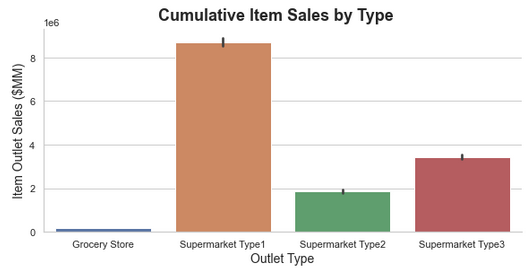 Cumulative Item Sales by Type
1e6
Item Outlet Sales ($MM)
8
6
4
2
0
Grocery Store Supermarket Type1 Supermarket Type2 Supermarket Type3
Outlet Type